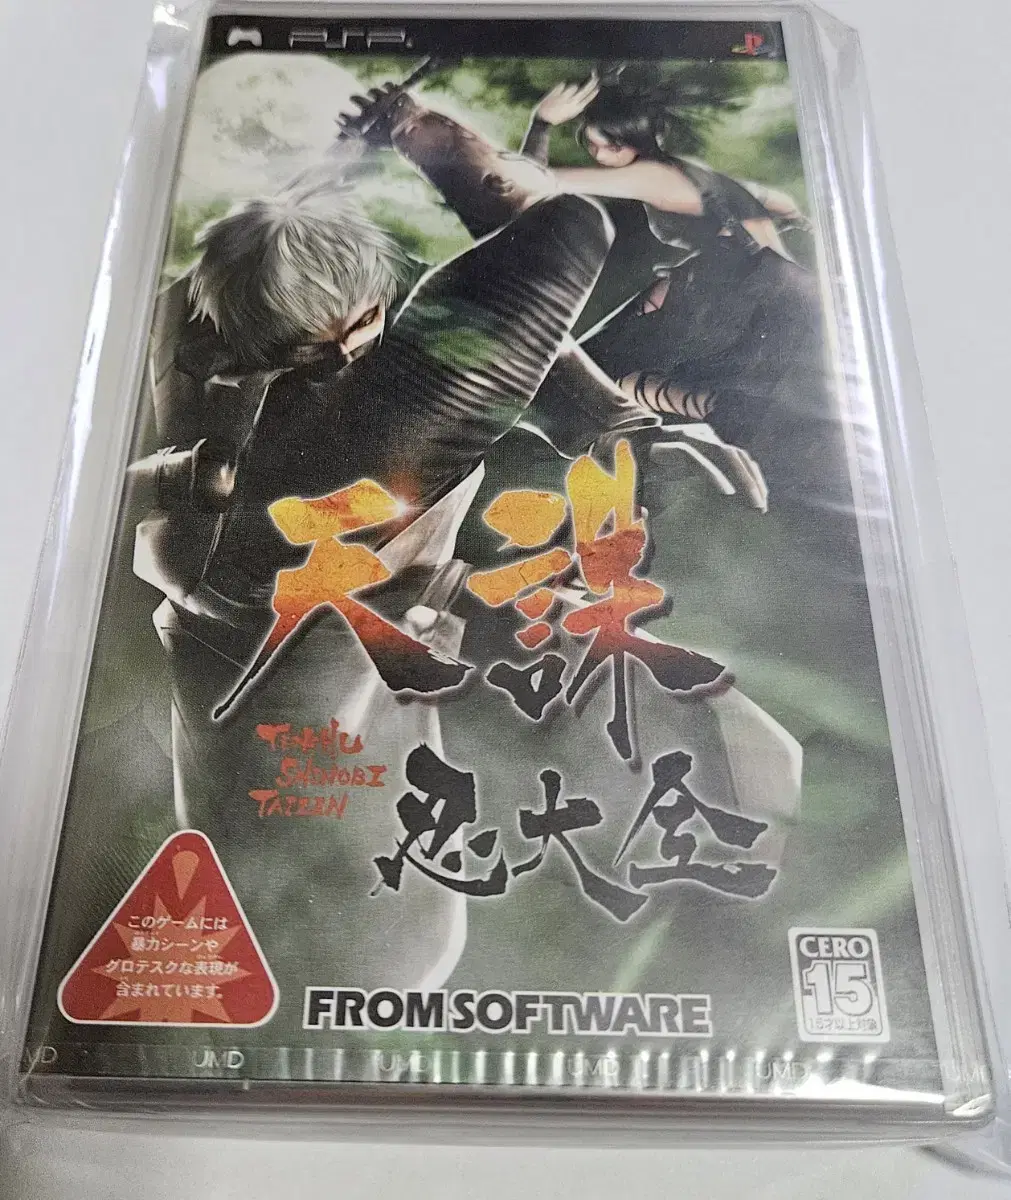 PSP
天誅
TENCHU
SHINOBI
TAIZEN
忍大全
このゲームには
暴力シーンや
グロテスクな表現が
含まれています。
FROMSOFTWARE
CERO
15
15才以上対象
UMD UMD UMD UMD UMD UMD